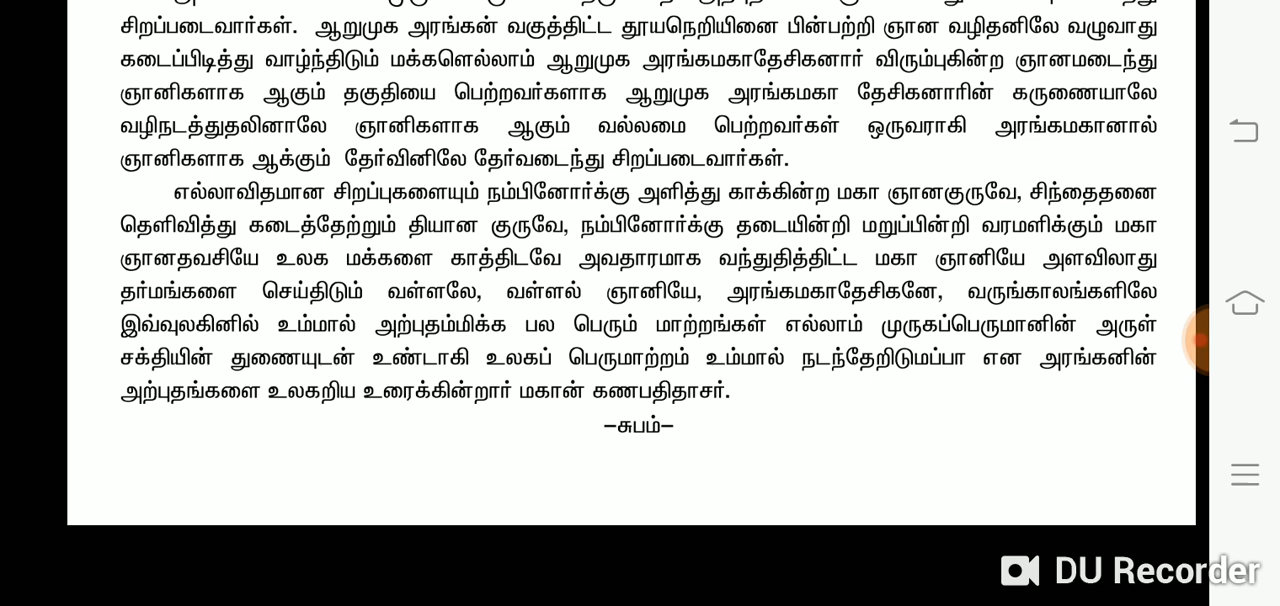 சிறப்படைவார்கள். ஆறுமுக அரங்கன் வகுத்திட்ட தூயநெறியினை பின்பற்றி ஞான வழிதனிலே வழுவாது
கடைப்பிடித்து வாழ்ந்திடும் மக்களெல்லாம் ஆறுமுக அரங்கமகாதேசிகனார் விரும்புகின்ற ஞானமடைந்து
ஞானிகளாக ஆகும் தகுதியை பெற்றவர்களாக ஆறுமுக அரங்கமகா தேசிகனாரின் கருணையாலே
வழிநடத்துதலினாலே ஞானிகளாக ஆகும் வல்லமை பெற்றவர்கள் ஒருவராகி அரங்கமகானால்
ஞானிகளாக ஆக்கும் தேர்வினிலே தேர்வடைந்து சிறப்படைவார்கள்.
எல்லாவிதமான சிறப்புகளையும் நம்பினோர்க்கு அளித்து காக்கின்ற மகா ஞானகுருவே, சிந்தைதனை
தெளிவித்து கடைத்தேற்றும் தியான குருவே, நம்பினோர்க்கு தடையின்றி மறுப்பின்றி வரமளிக்கும் மகா
ஞானதவசியே உலக மக்களை காத்திடவே அவதாரமாக வந்துதித்திட்ட மகா ஞானியே அளவிலாது
தர்மங்களை செய்திடும் வள்ளலே, வள்ளல் ஞானியே, அரங்கமகாதேசிகனே, வருங்காலங்களிலே
இவ்வுலகினில் உம்மால் அற்புதம்மிக்க பல பெரும் மாற்றங்கள் எல்லாம் முருகப்பெருமானின் அருள்
சக்தியின் துணையுடன் உண்டாகி உலகப் பெருமாற்றம் உம்மால் நடந்தேறிடுமப்பா என அரங்கனின்
அற்புதங்களை உலகறிய உரைக்கின்றார் மகான் கணபதிதாசர்.
–சுபம்–
DU Recorder